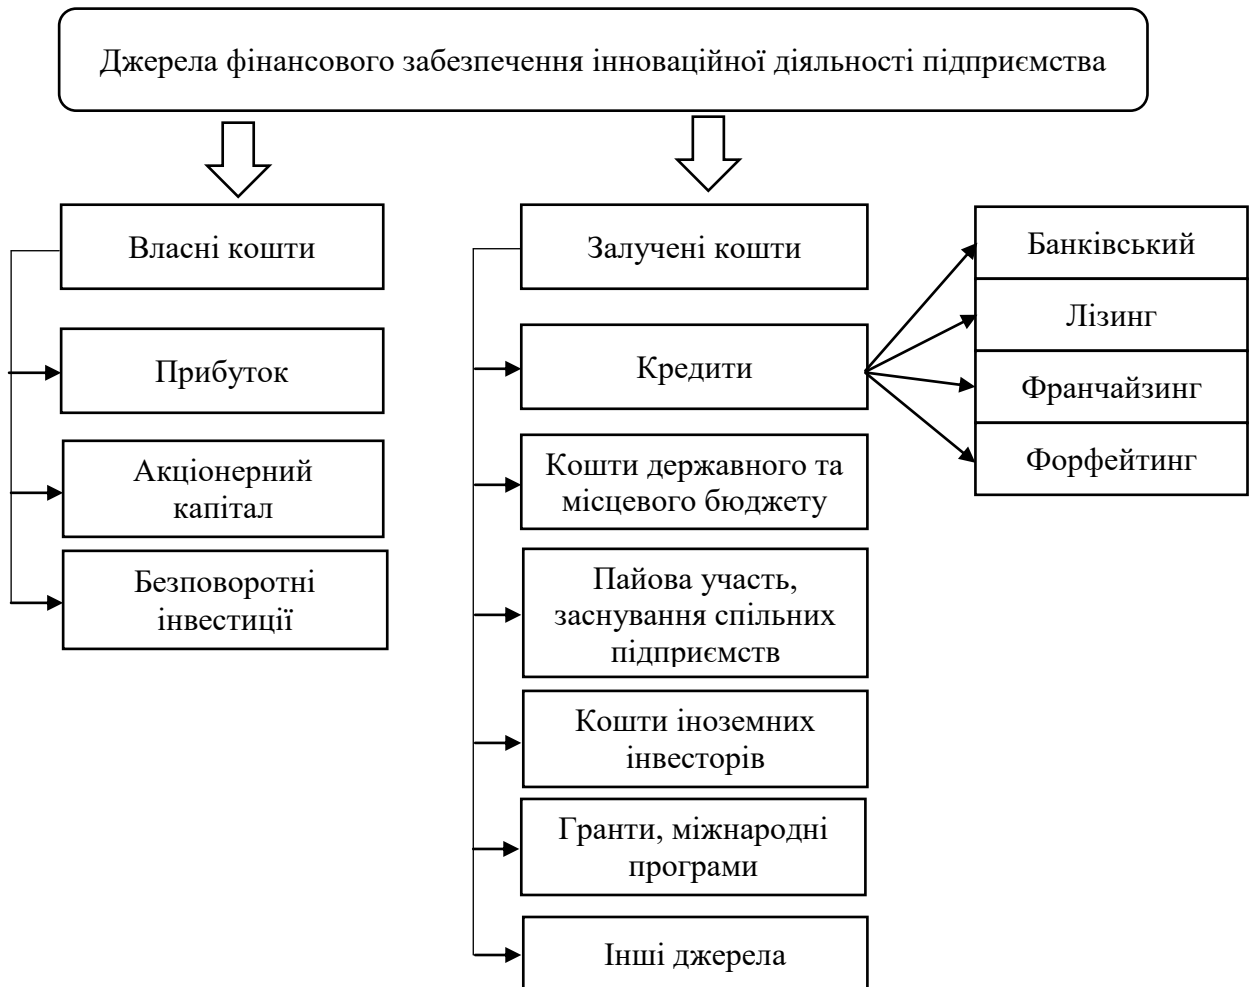 Джерела фінансового забезпечення інноваційної діяльності підприємства
Власні кошти
Прибуток
Акціонерний
капітал
Безповоротні
інвестиції
Залучені кошти
Кредити
Кошти державного та
місцевого бюджету
Пайова участь,
заснування спільних
підприємств
Кошти іноземних
інвесторів
Гранти, міжнародні
програми
Інші джерела
Банківський
Лізинг
Франчайзинг
Форфейтинг